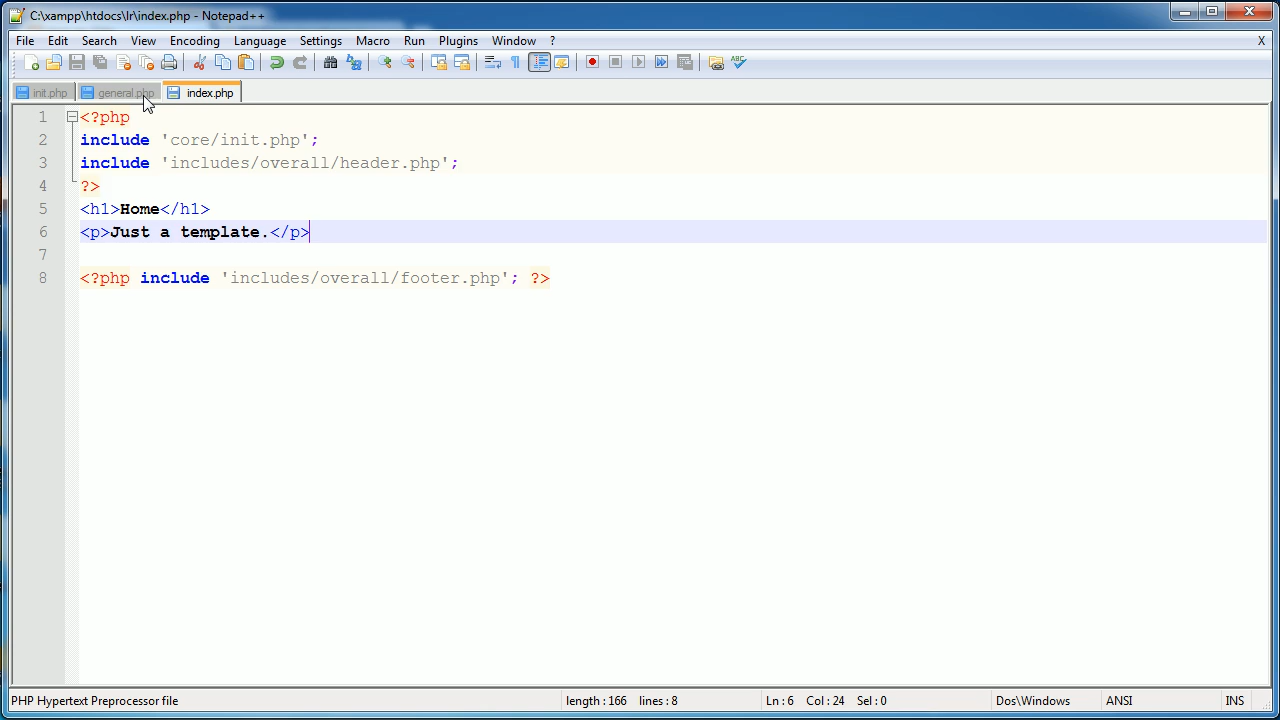 C:\xampp\htdocs\lr\index.php - Notepad++
File Edit Search View Encoding Language Settings Macro Run Plugins Window ? X
init.php general.php index.php
1 <?php
2 include 'core/init.php';
3 include 'includes/overall/header.php';
4 ?>
5 <h1>Home</h1>
6 <p>Just a template.</p>
7
8 <?php include 'includes/overall/footer.php'; ?>
PHP Hypertext Preprocessor file length : 166 lines : 8 Ln : 6 Col : 24 Sel : 0 Dos\Windows ANSI INS